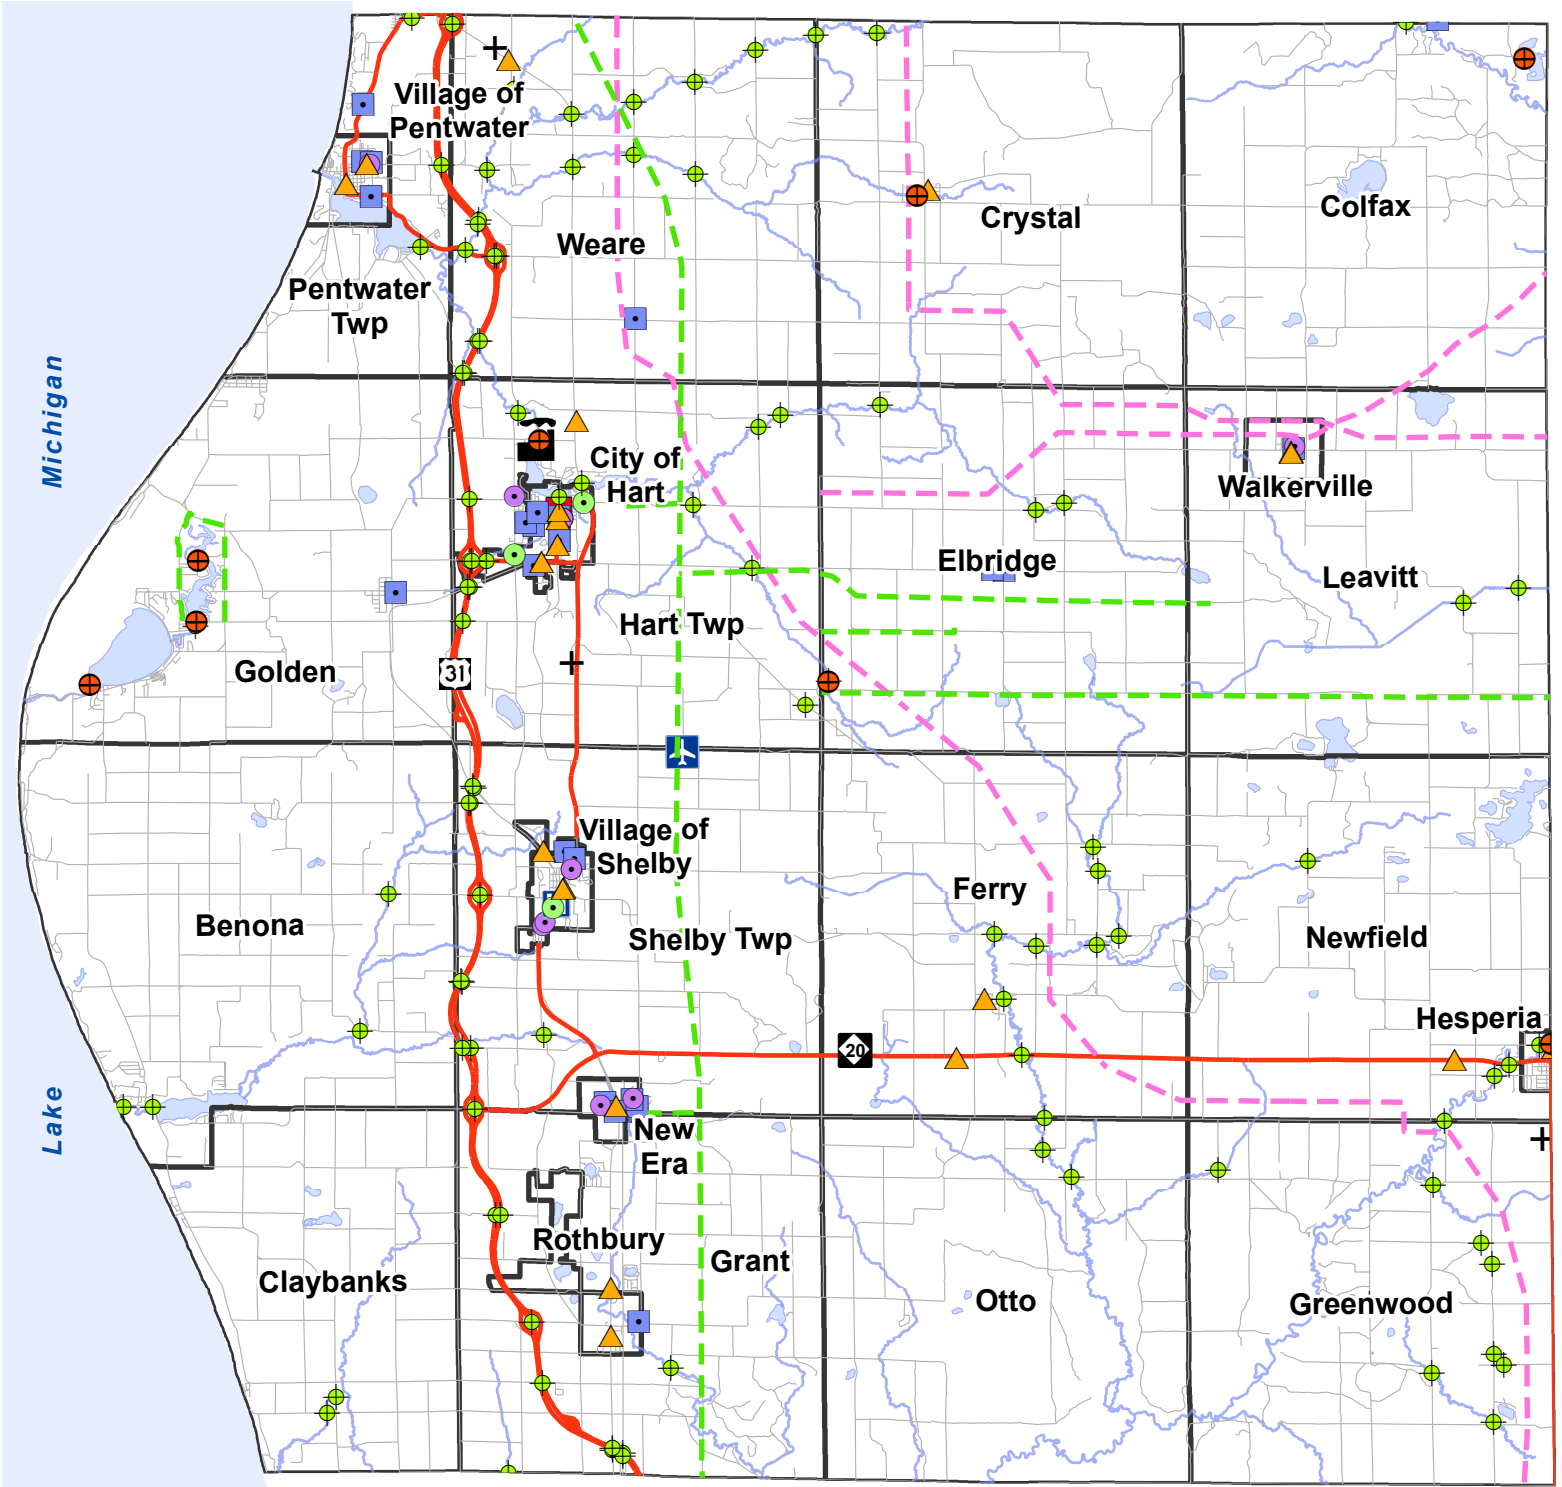 Village of
Pentwater
Crystal
Colfax
Weare
Pentwater
Twp
Michigan
City of
Hart
Walkerville
Elbridge
Leavitt
Hart Twp
Golden
31
Village of
Shelby
Ferry
Benona
Shelby Twp
Newfield
Hesperia
20
Lake
New
Era
Rothbury
Grant
Claybanks
Otto
Greenwood